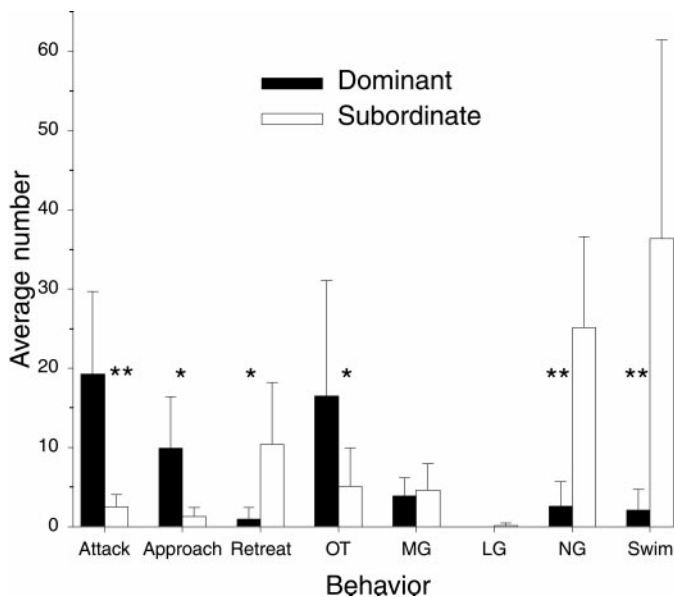 60
50
40
30
20
10
0
Average number
Dominant
Subordinate
** * * * ** **
Attack Approach Retreat OT MG LG NG Swim
Behavior